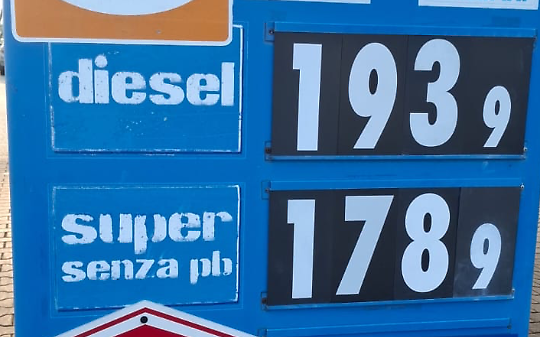 diesel 1939
super 1789
senza pb